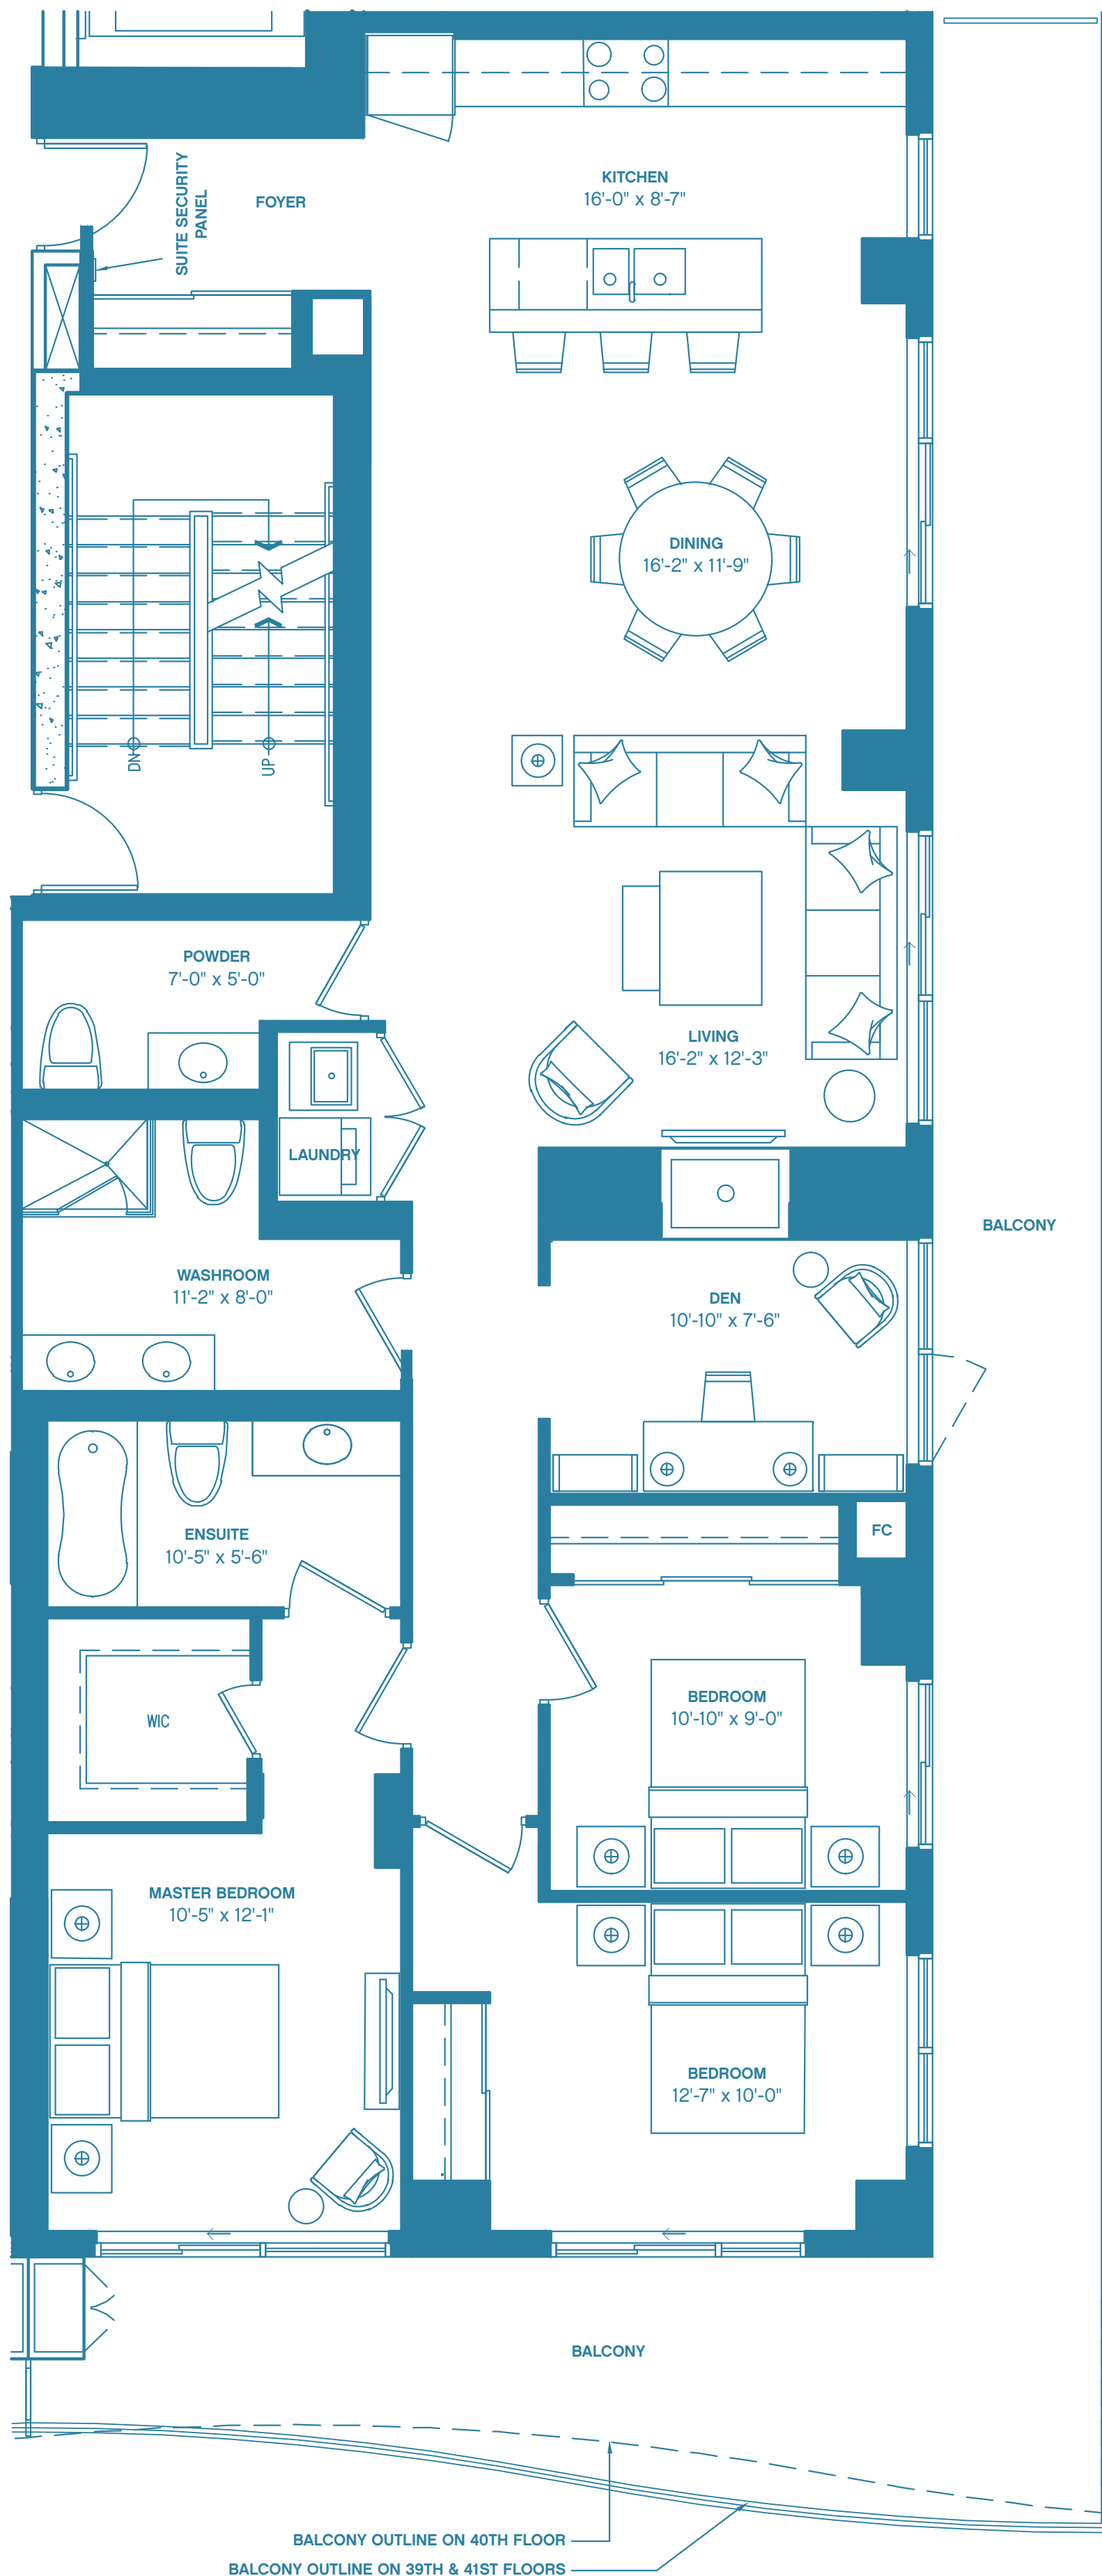 KITCHEN
16'-0" x 8'-7"
SUITE SECURITY
PANEL
FOYER
DINING
16'-2" x 11'-9"
DN
UP
POWDER
7'-0" x 5'-0"
LIVING
16'-2" x 12'-3"
LAUNDRY
BALCONY
WASHROOM
11'-2" x 8'-0"
DEN
10'-10" x 7'-6"
ENSUITE
10'-5" x 5'-6"
FC
BEDROOM
10'-10" x 9'-0"
WIC
MASTER BEDROOM
10'-5" x 12'-1"
BEDROOM
12'-7" x 10'-0"
BALCONY
BALCONY OUTLINE ON 40TH FLOOR
BALCONY OUTLINE ON 39TH & 41ST FLOORS